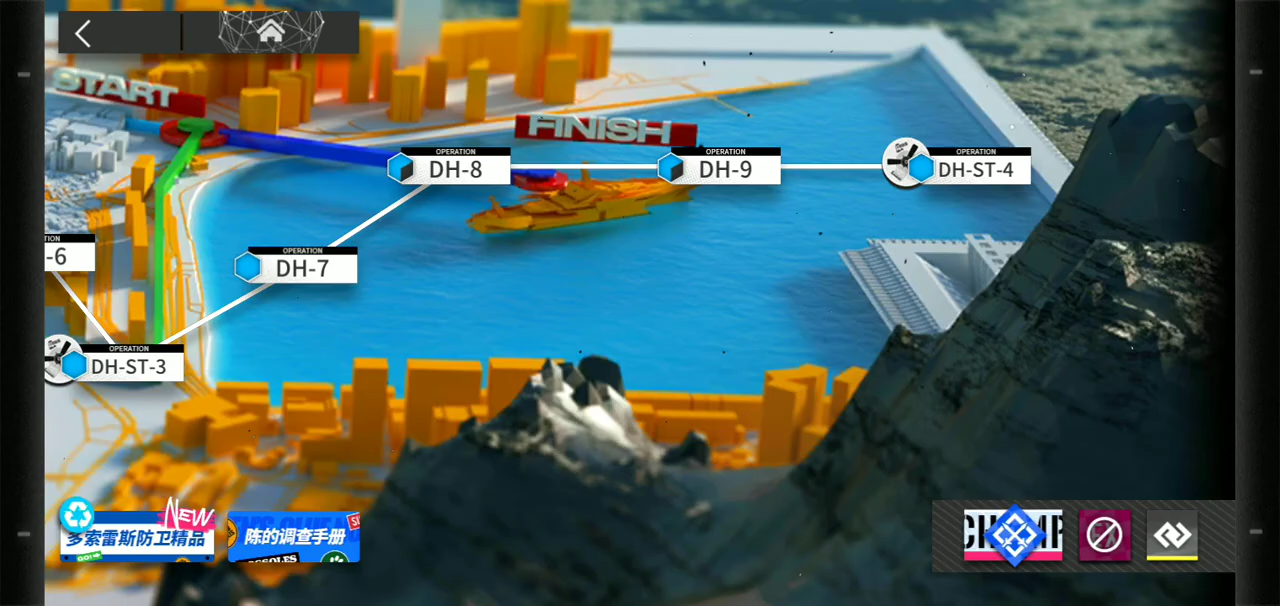 START
FINISH
OPERATION
DH-8
OPERATION
DH-9
OPERATION
DH-ST-4
-6
OPERATION
DH-7
OPERATION
DH-ST-3
NEW
多索雷斯防卫精品
GO!
陈的调查手册